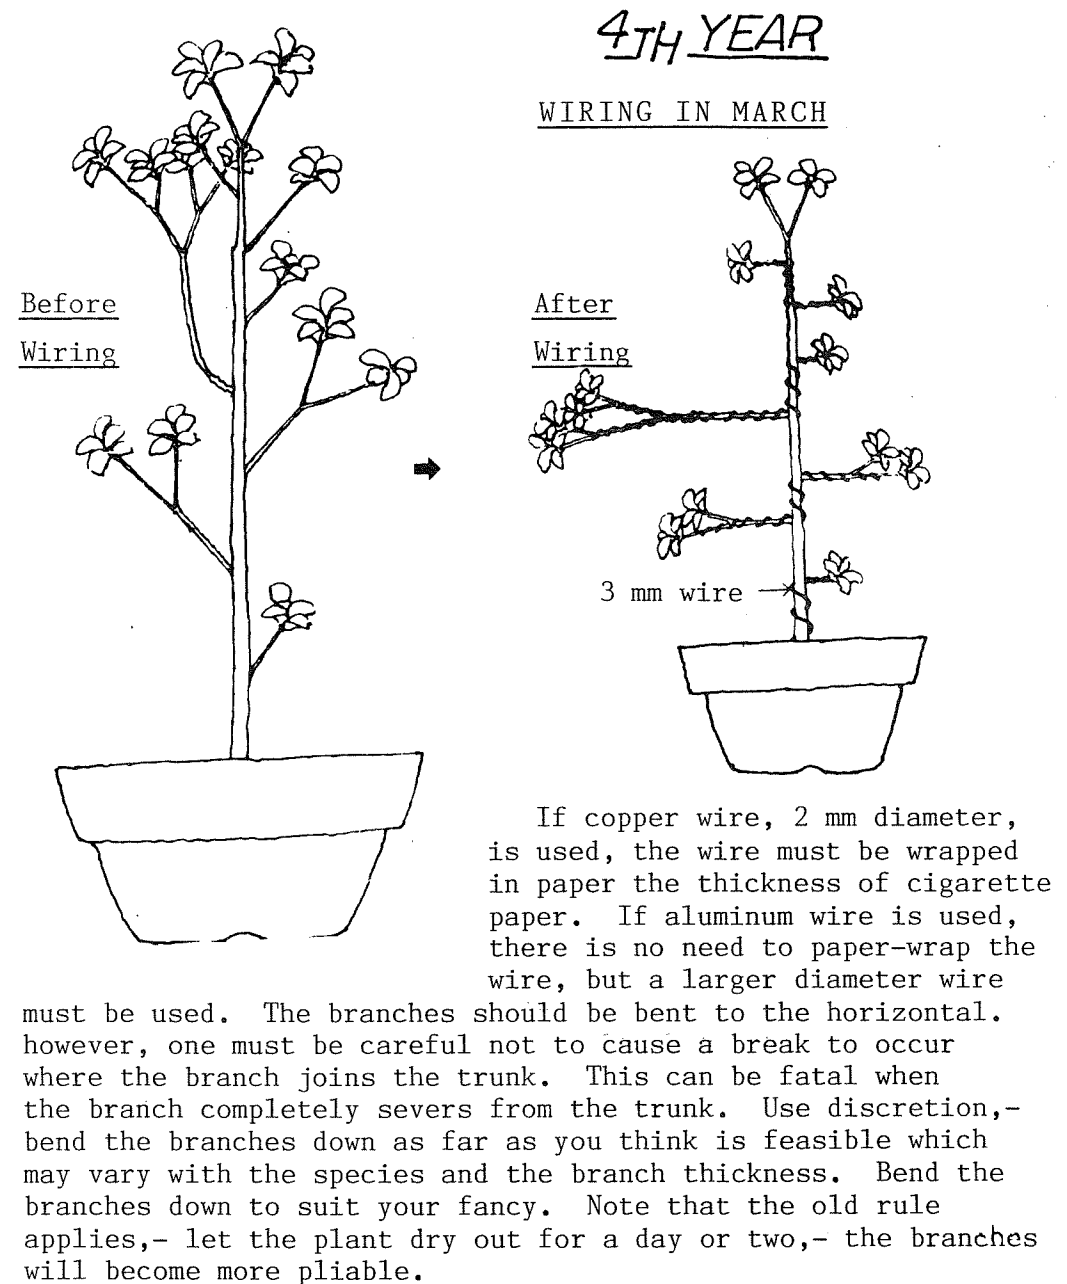 4TH YEAR
WIRING IN MARCH
Before
Wiring
After
Wiring
3 mm wire
If copper wire, 2 mm diameter,
is used, the wire must be wrapped
in paper the thickness of cigarette
paper. If aluminum wire is used,
there is no need to paper-wrap the
wire, but a larger diameter wire
must be used. The branches should be bent to the horizontal.
however, one must be careful not to cause a break to occur
where the branch joins the trunk. This can be fatal when
the branch completely severs from the trunk. Use discretion,-
bend the branches down as far as you think is feasible which
may vary with the species and the branch thickness. Bend the
branches down to suit your fancy. Note that the old rule
applies,- let the plant dry out for a day or two,- the branches
will become more pliable.